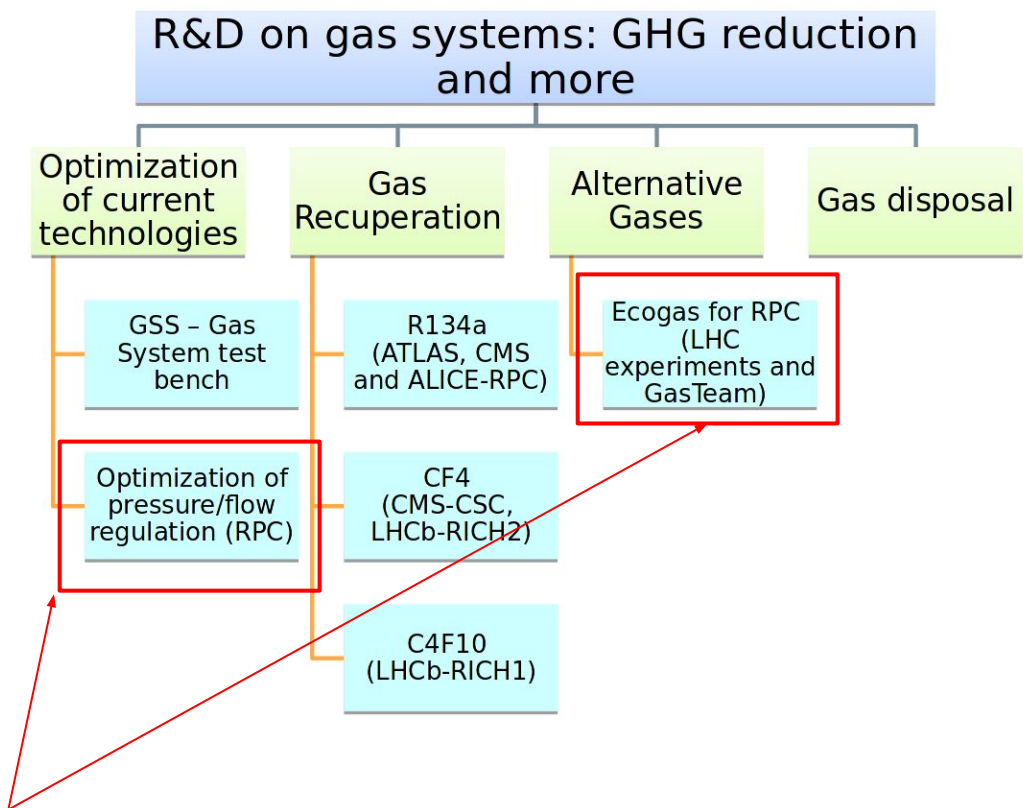 R&D on gas systems: GHG reduction
and more
Optimization
of current
technologies
Gas
Recuperation
Alternative
Gases
Gas disposal
GSS – Gas
System test
bench
Optimization of
pressure/flow
regulation (RPC)
R134a
(ATLAS, CMS
and ALICE-RPC)
CF4
(CMS-CSC,
LHCb-RICH2)
C4F10
(LHCb-RICH1)
Ecogas for RPC
(LHC
experiments and
GasTeam)